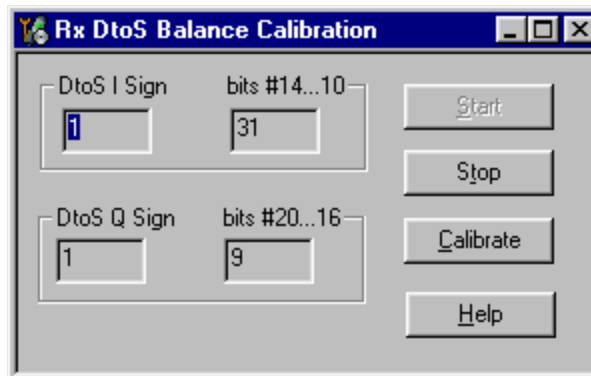 Rx DtoS Balance Calibration
DtoS I Sign bits #14...10
1 31
Start
Stop
DtoS Q Sign bits #20...16
1 9
Calibrate
Help